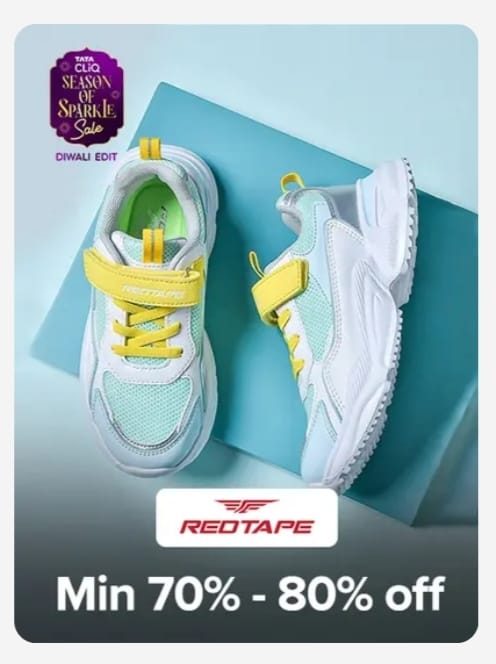 TATA
CLiQ
SEASON
OF
SPARKLE
Sale
DIWALI EDIT
REDTAPE
REDTAPE
Min 70% - 80% off